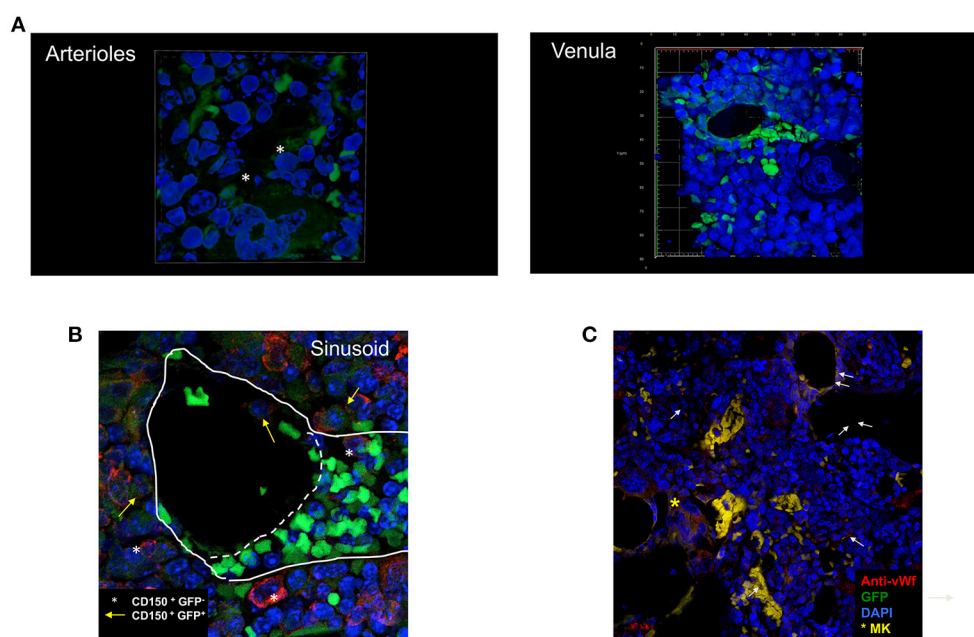 A
Arterioles
Venula
B
Sinusoid
* CD150 + GFP-
CD150 + GFP+
C
Anti-vWf
GFP
DAPI
* MK